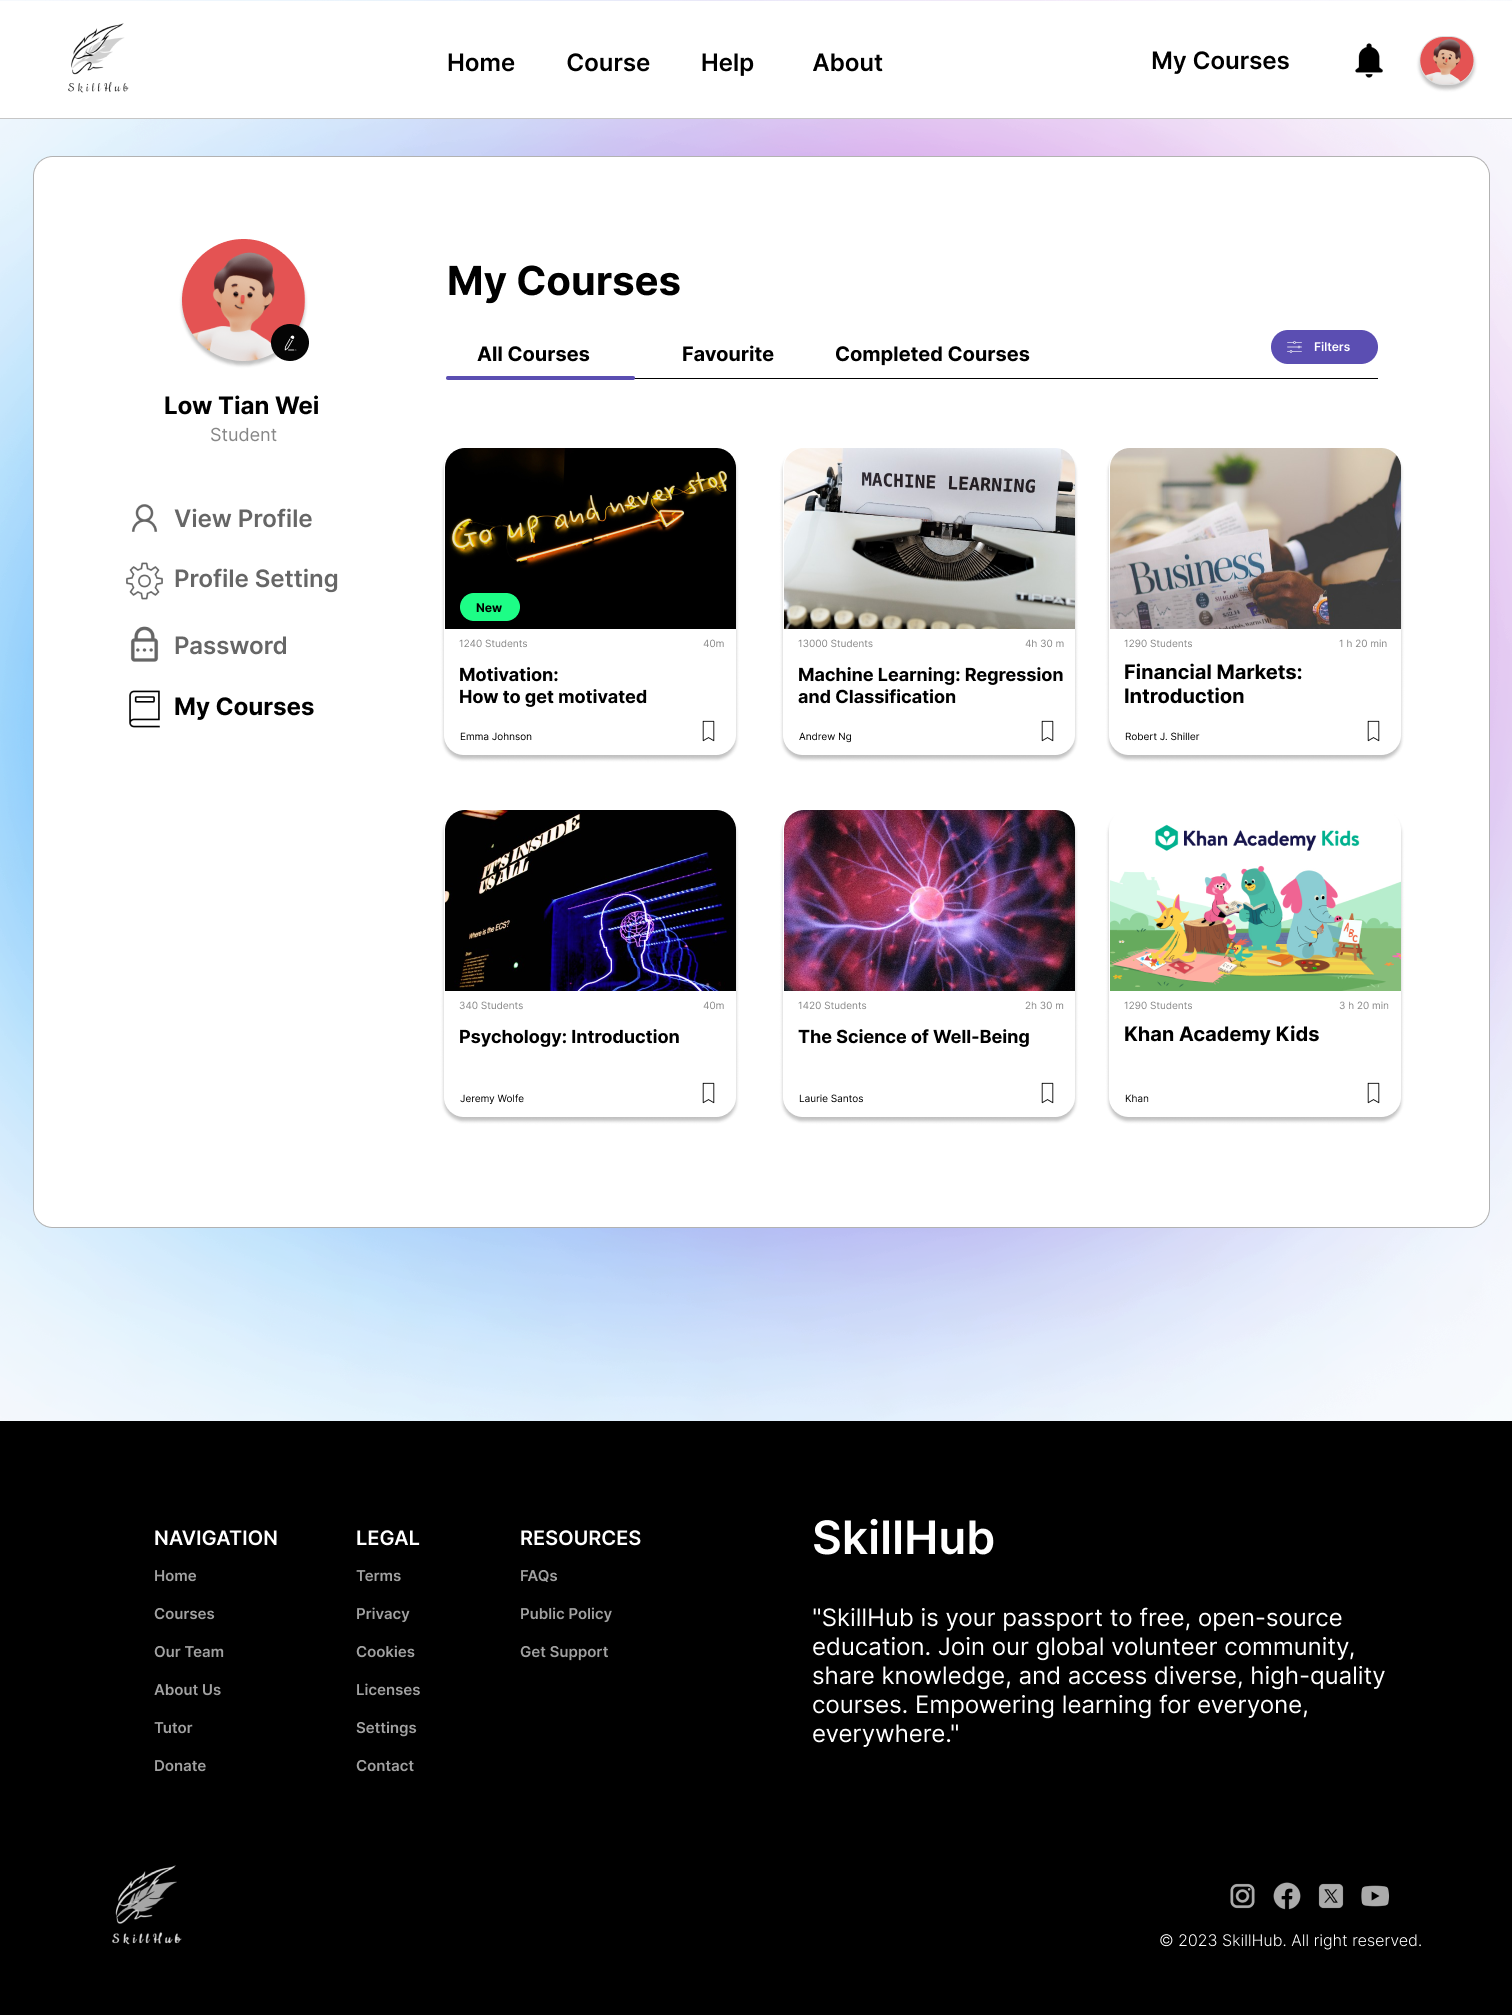 SkillHub
Home
Course
Help
About
My Courses
Low Tian Wei
Student
View Profile
Profile Setting
Password
My Courses
My Courses
All Courses
Favourite
Completed Courses
Filters
Go up and never stop
New
1240 Students
40m
Motivation:
How to get motivated
Emma Johnson
MACHINE LEARNING
TIPPAL
13000 Students
4h 30 m
Machine Learning: Regression
and Classification
Andrew Ng
Business
1290 Students
1 h 20 min
Financial Markets:
Introduction
Robert J. Shiller
IT'S INSIDE
US ALL
Where is the ECS?
340 Students
40m
Psychology: Introduction
Jeremy Wolfe
1420 Students
2h 30 m
The Science of Well-Being
Laurie Santos
Khan Academy Kids
ABC
1290 Students
3 h 20 min
Khan Academy Kids
Khan
NAVIGATION
Home
Courses
Our Team
About Us
Tutor
Donate
LEGAL
Terms
Privacy
Cookies
Licenses
Settings
Contact
RESOURCES
FAQs
Public Policy
Get Support
SkillHub
"SkillHub is your passport to free, open-source
education. Join our global volunteer community,
share knowledge, and access diverse, high-quality
courses. Empowering learning for everyone,
everywhere."
SkillHub
© 2023 SkillHub. All right reserved.